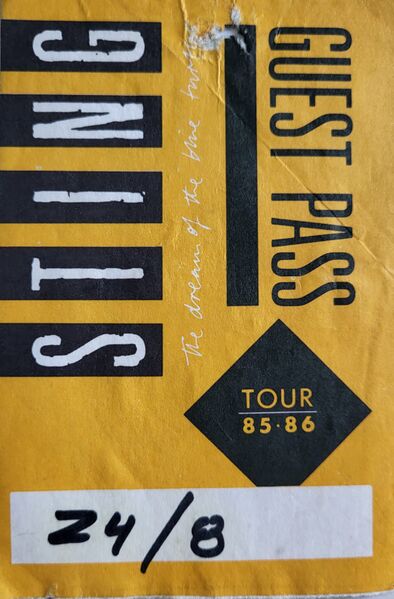 STING
the dream of the blue turtles
GUEST PASS
TOUR
85·86
24/8